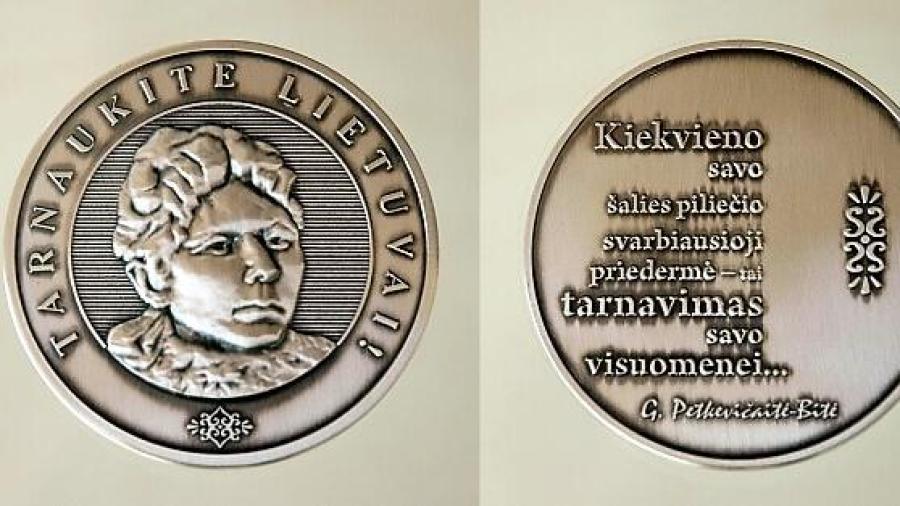 TARNAUKITE LIETUVAI!
Kiekvieno
savo
šalies piliečio
svarbiausioji
priedermė – tai
tarnavimas
savo
visuomenei...
G. Petkevičaitė-Bitė